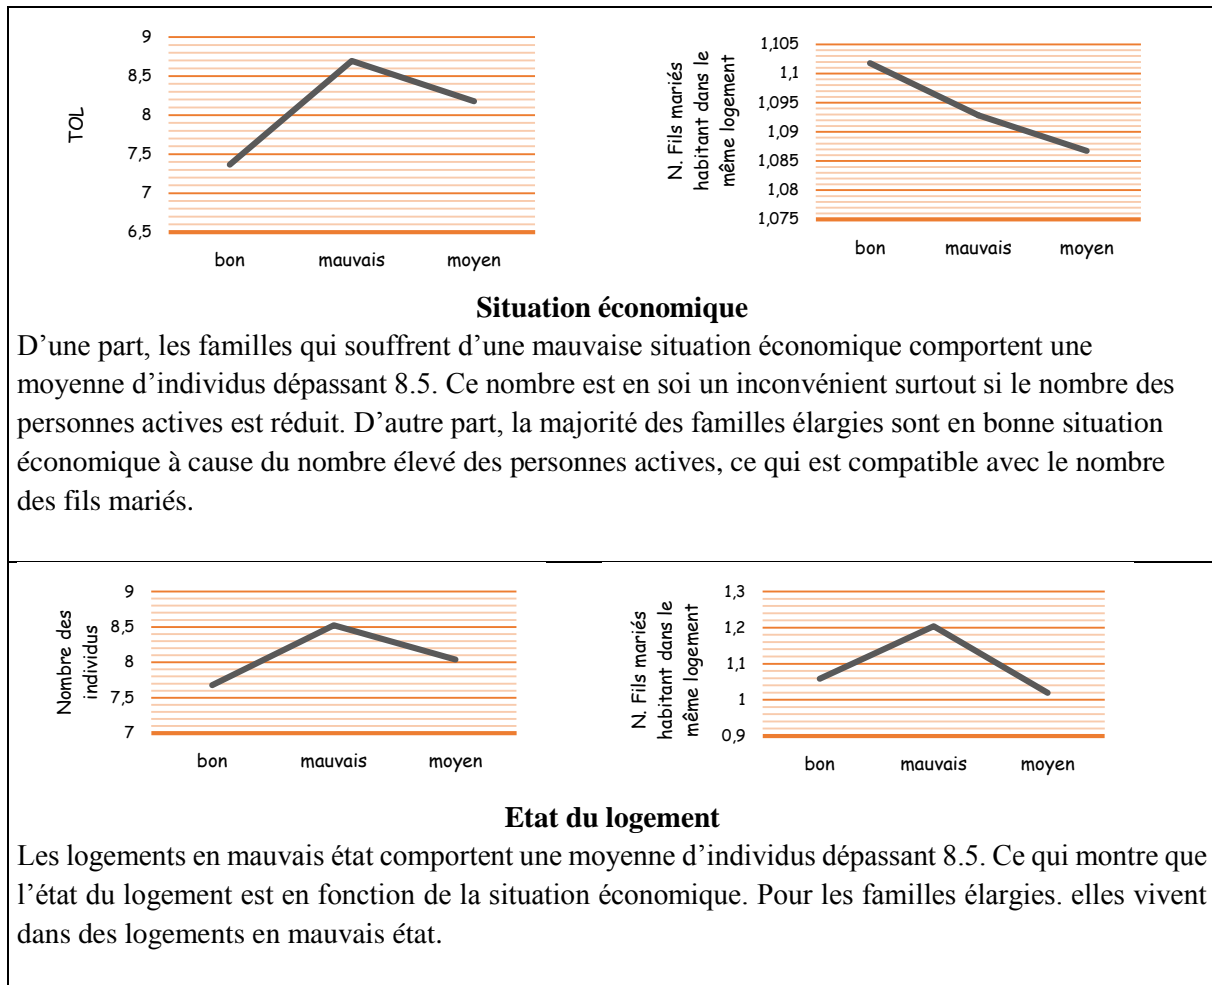 TOL
9
8,5
8
7,5
7
6,5
bon mauvais moyen
N. Fils mariés
habitant dans le
même logement
1,105
1,1
1,095
1,09
1,085
1,08
1,075
bon mauvais moyen
Situation économique
D’une part, les familles qui souffrent d’une mauvaise situation économique comportent une
moyenne d’individus dépassant 8.5. Ce nombre est en soi un inconvénient surtout si le nombre des
personnes actives est réduit. D’autre part, la majorité des familles élargies sont en bonne situation
économique à cause du nombre élevé des personnes actives, ce qui est compatible avec le nombre
des fils mariés.
Nombre des
individus
9
8,5
8
7,5
7
bon mauvais moyen
N. Fils mariés
habitant dans le
même logement
1,3
1,2
1,1
1
0,9
bon mauvais moyen
Etat du logement
Les logements en mauvais état comportent une moyenne d’individus dépassant 8.5. Ce qui montre que
l’état du logement est en fonction de la situation économique. Pour les familles élargies. elles vivent
dans des logements en mauvais état.